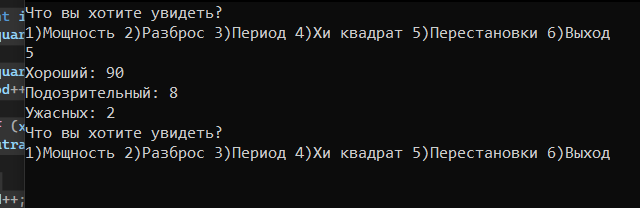 Что вы хотите увидеть?
1)Мощность 2)Разброс 3)Период 4)Хи квадрат 5)Перестановки 6)Выход
5
Хороший: 90
Подозрительный: 8
Ужасных: 2
Что вы хотите увидеть?
1)Мощность 2)Разброс 3)Период 4)Хи квадрат 5)Перестановки 6)Выход